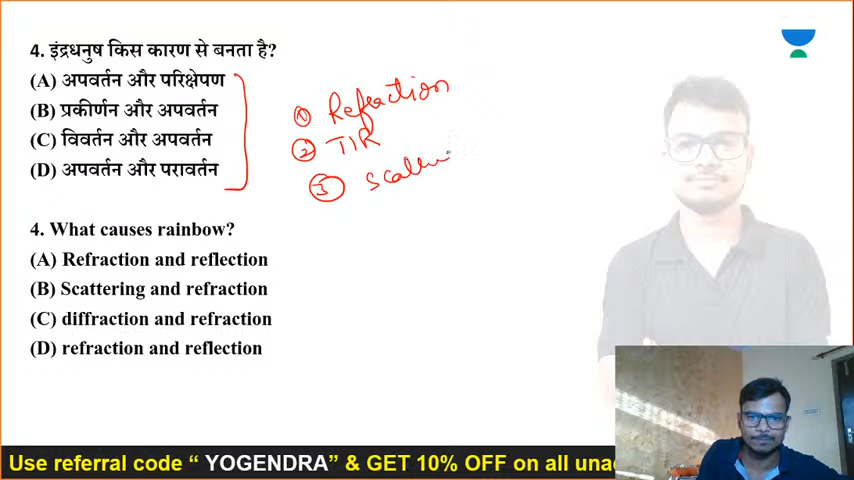 4. इंद्रधनुष किस कारण से बनता है?
(A) अपवर्तन और परिक्षेपण
(B) प्रकीर्णन और अपवर्तन
(C) विवर्तन और अपवर्तन
(D) अपवर्तन और परावर्तन
① Refraction
② TIR
③
4. What causes rainbow?
(A) Refraction and reflection
(B) Scattering and refraction
(C) diffraction and refraction
(D) refraction and reflection
Use referral code “ YOGENDRA” & GET 10% OFF on all